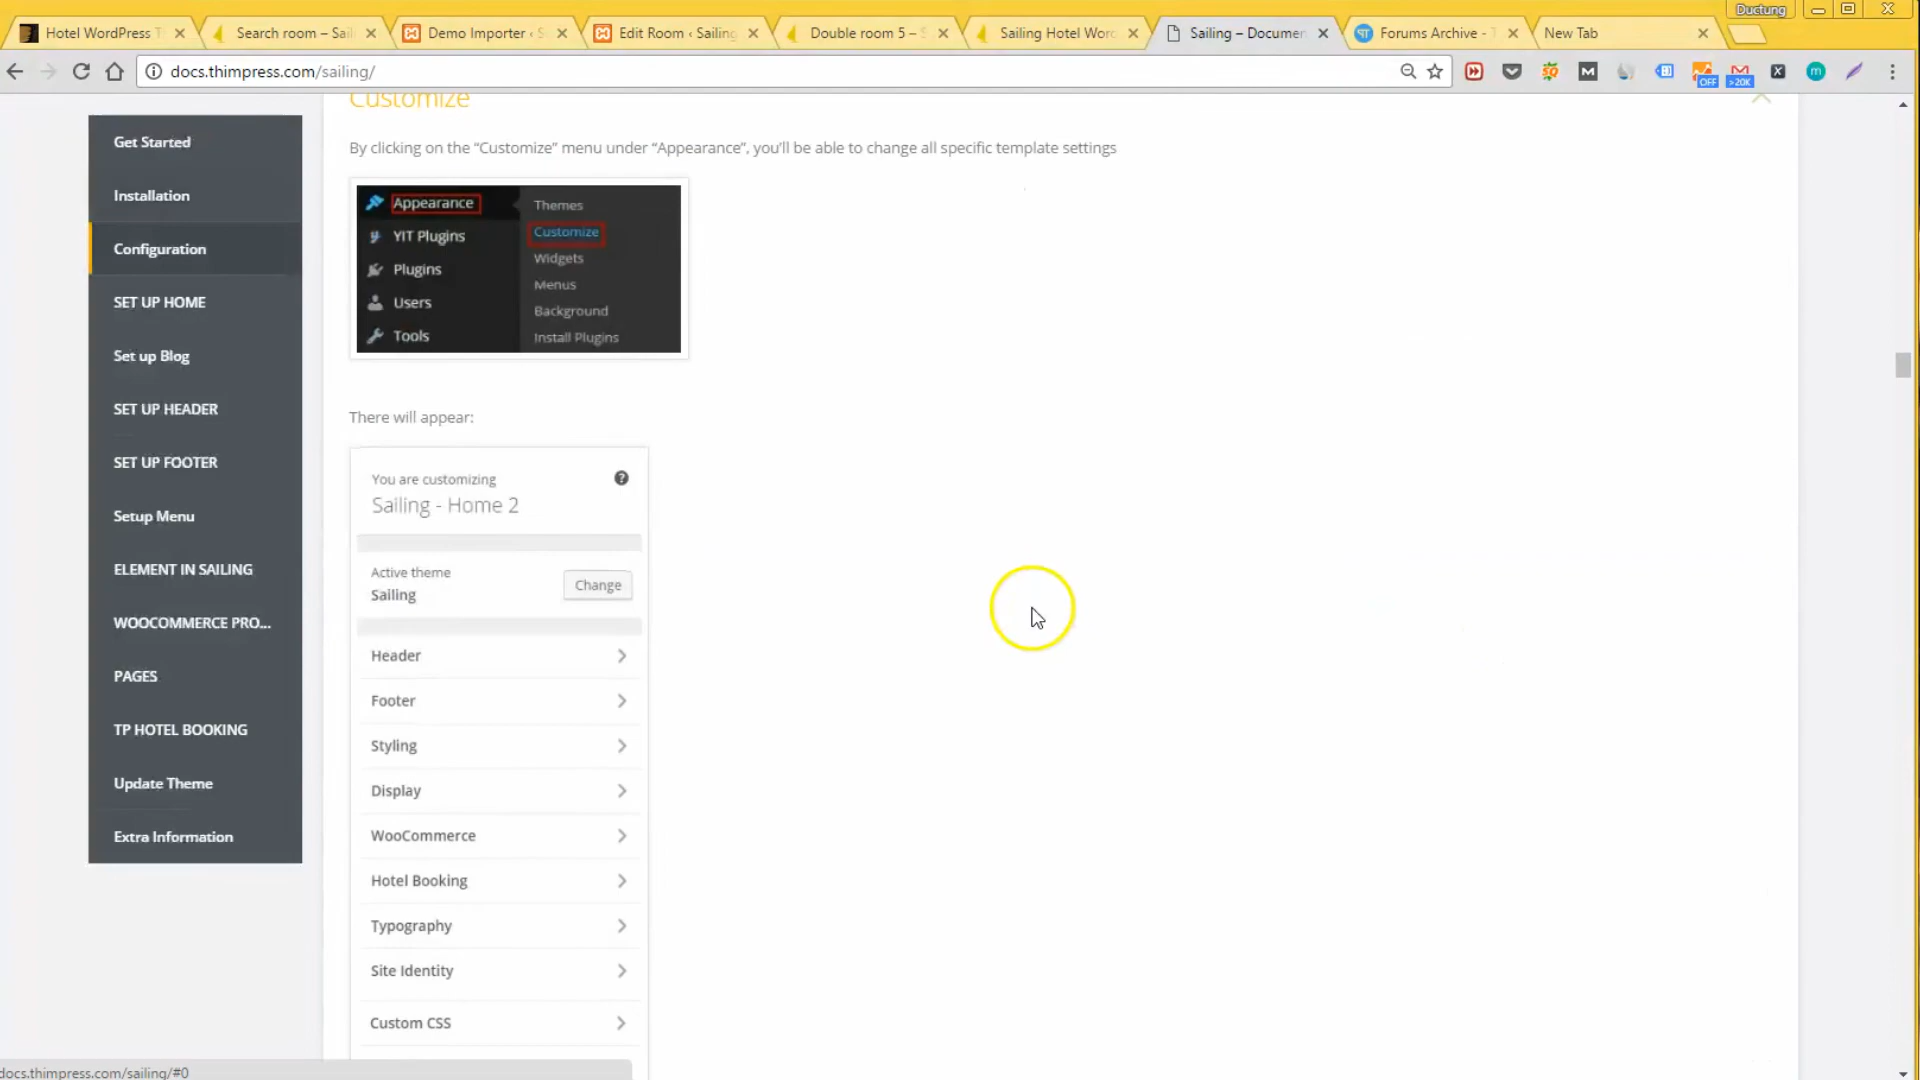 Ductung
Hotel WordPress T
Search room – Sail
Demo Importer ‹ S
Edit Room ‹ Sailing
Double room 5 – S
Sailing Hotel Word
Sailing – Documen
Forums Archive - T
New Tab
docs.thimpress.com/sailing/
OFF
>20K
Customize
By clicking on the “Customize” menu under “Appearance”, you’ll be able to change all specific template settings
Get Started
Installation
Configuration
SET UP HOME
Set up Blog
SET UP HEADER
SET UP FOOTER
Setup Menu
ELEMENT IN SAILING
WOOCOMMERCE PRO...
PAGES
TP HOTEL BOOKING
Update Theme
Extra Information
Appearance
YIT Plugins
Plugins
Users
Tools
Themes
Customize
Widgets
Menus
Background
Install Plugins
There will appear:
You are customizing
Sailing - Home 2
Active theme
Sailing
Change
Header
Footer
Styling
Display
WooCommerce
Hotel Booking
Typography
Site Identity
Custom CSS
docs.thimpress.com/sailing/#0